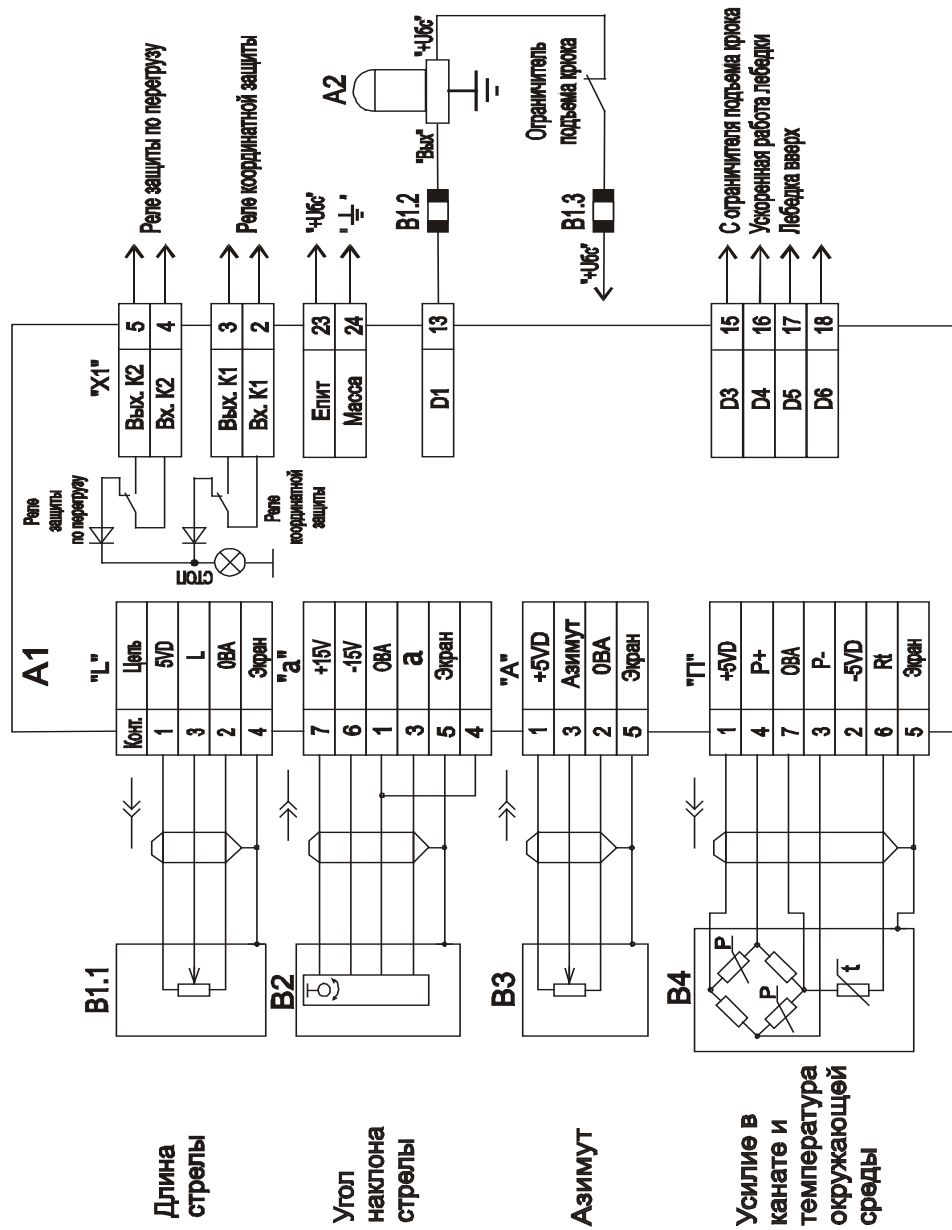 Длина
стрелы
Угол
наклона
стрелы
Азимут
Усилие в
канате и
температура
окружающей
среды
B1.1
B2
B3
B4
P
P
t
A1
"L"
Конт.
Цепь
1
5VD
3
L
2
0BA
4
Экран
"a"
7
+15V
6
-15V
1
0BA
3
a
5
Экран
4
"A"
1
+5VD
3
Азимут
2
0BA
5
Экран
"П"
1
+5VD
4
P+
7
0BA
3
P-
2
-5VD
6
Rt
5
Экран
стоп
Реле
защиты
по перегрузу
Реле
координатной
защиты
"X1"
Вых. К2
5
Вх. К2
4
Вых. К1
3
Вх. К1
2
Eпит
23
Масса
24
D1
13
D3
15
D4
16
D5
17
D6
18
Реле защиты по перегрузу
Реле координатной защиты
"+Uбс"
"Вых"
A2
"+Uбс"
B1.2
B1.3
"+Uбс"
Ограничитель
подъема крюка
С ограничителя подъема крюка
Ускоренная работа лебедки
Лебедка вверх